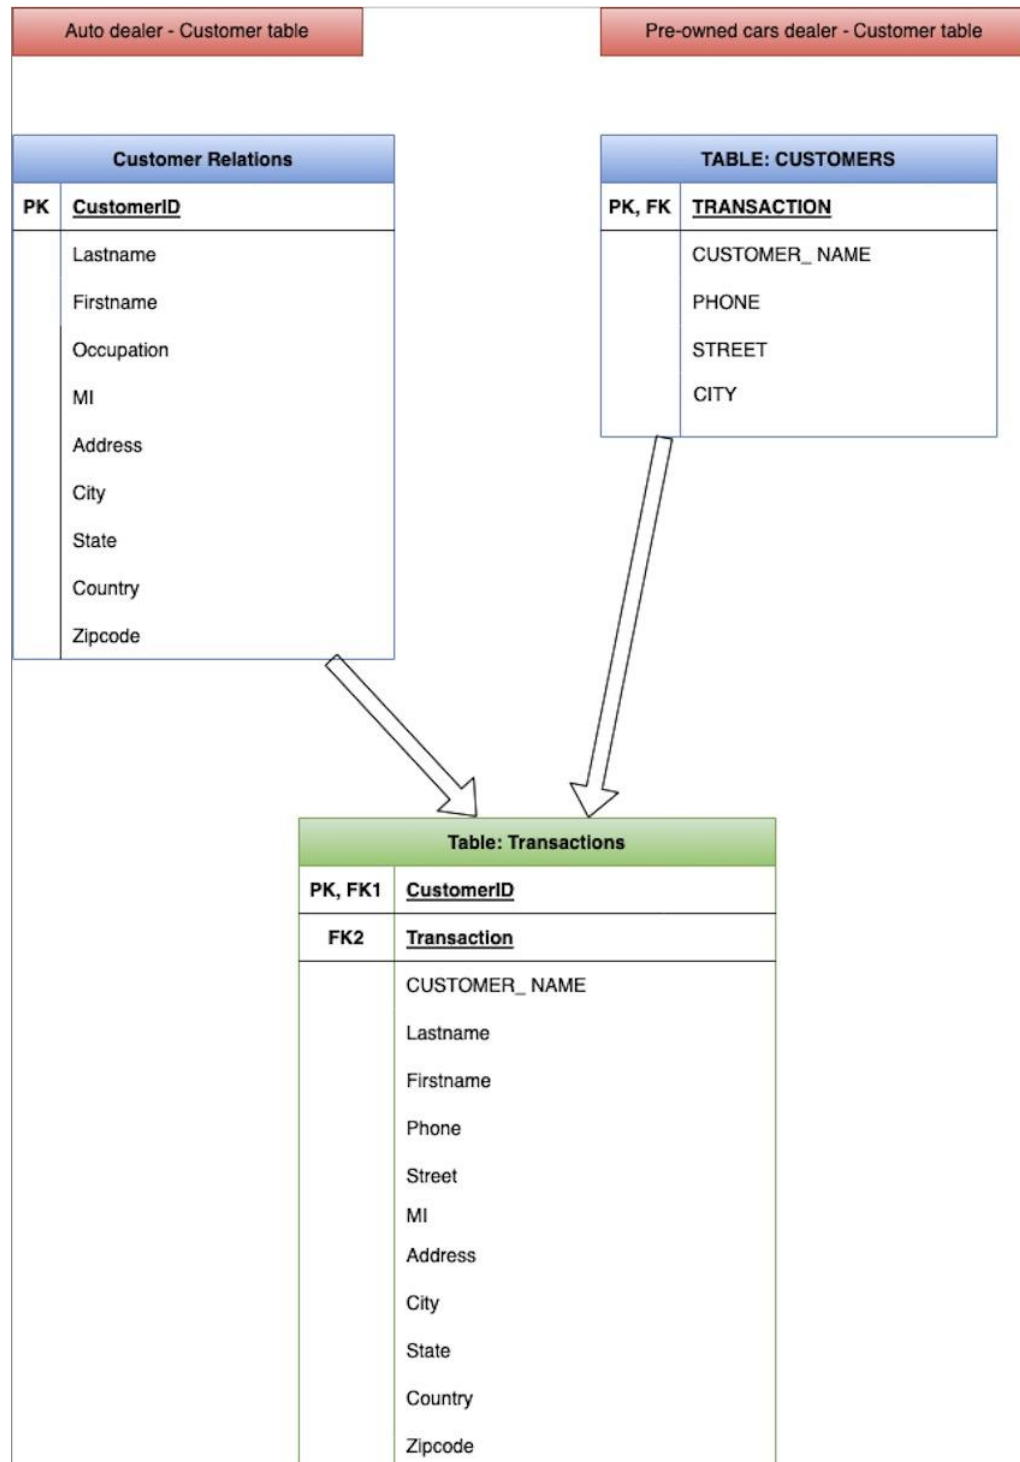 Auto dealer - Customer table
Pre-owned cars dealer - Customer table
Customer Relations
PK CustomerID
Lastname
Firstname
Occupation
MI
Address
City
State
Country
Zipcode
TABLE: CUSTOMERS
PK, FK TRANSACTION
CUSTOMER_ NAME
PHONE
STREET
CITY
Table: Transactions
PK, FK1 CustomerID
FK2 Transaction
CUSTOMER_ NAME
Lastname
Firstname
Phone
Street
MI
Address
City
State
Country
Zipcode